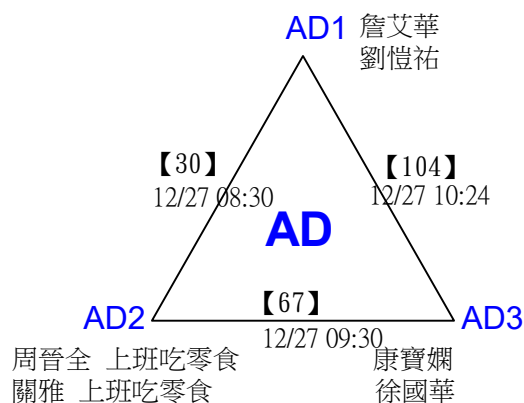 AD1 詹艾華
劉愷祐
【30】
12/27 08:30
【104】
12/27 10:24
AD
【67】
12/27 09:30
AD2
AD3
周晉全 上班吃零食
關雅 上班吃零食
康寶嫻
徐國華